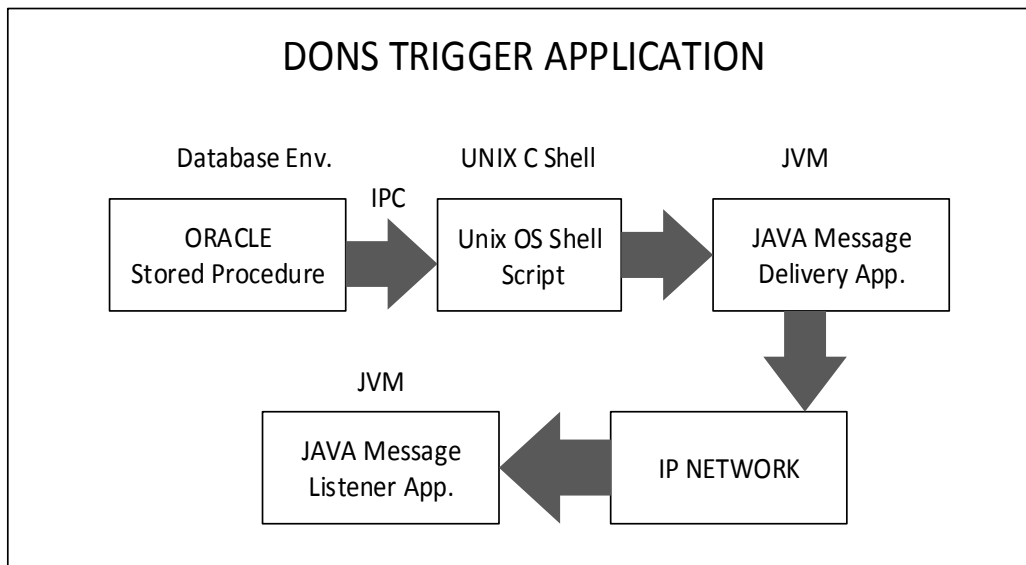 DONS TRIGGER APPLICATION
Database Env.
UNIX C Shell
JVM
IPC
ORACLE
Stored Procedure
Unix OS Shell
Script
JAVA Message
Delivery App.
JVM
JAVA Message
Listener App.
IP NETWORK